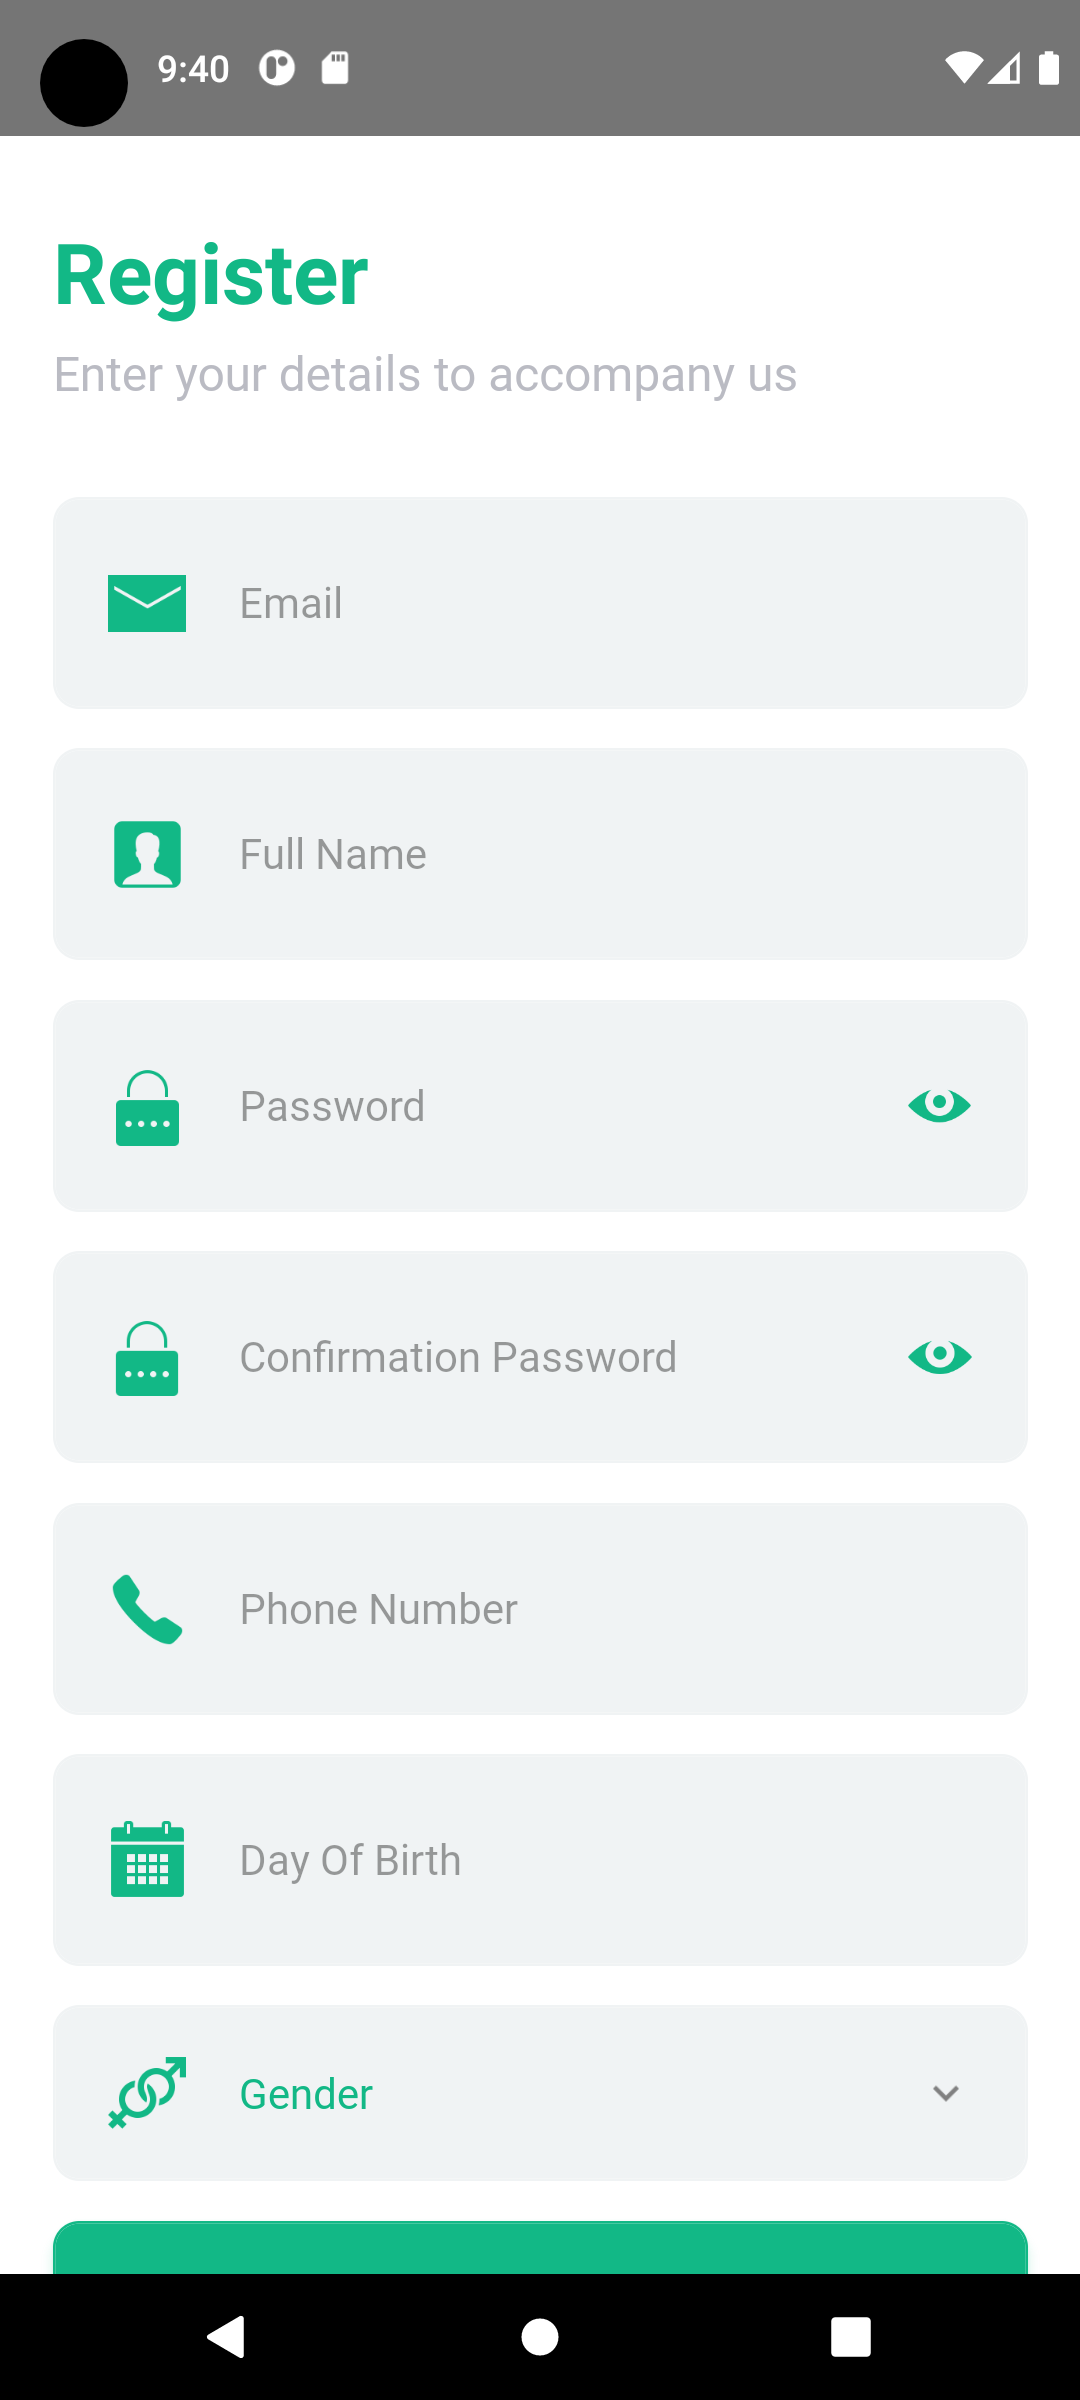 9:40
Register
Enter your details to accompany us
Email
Full Name
Password
Confirmation Password
Phone Number
Day Of Birth
Gender